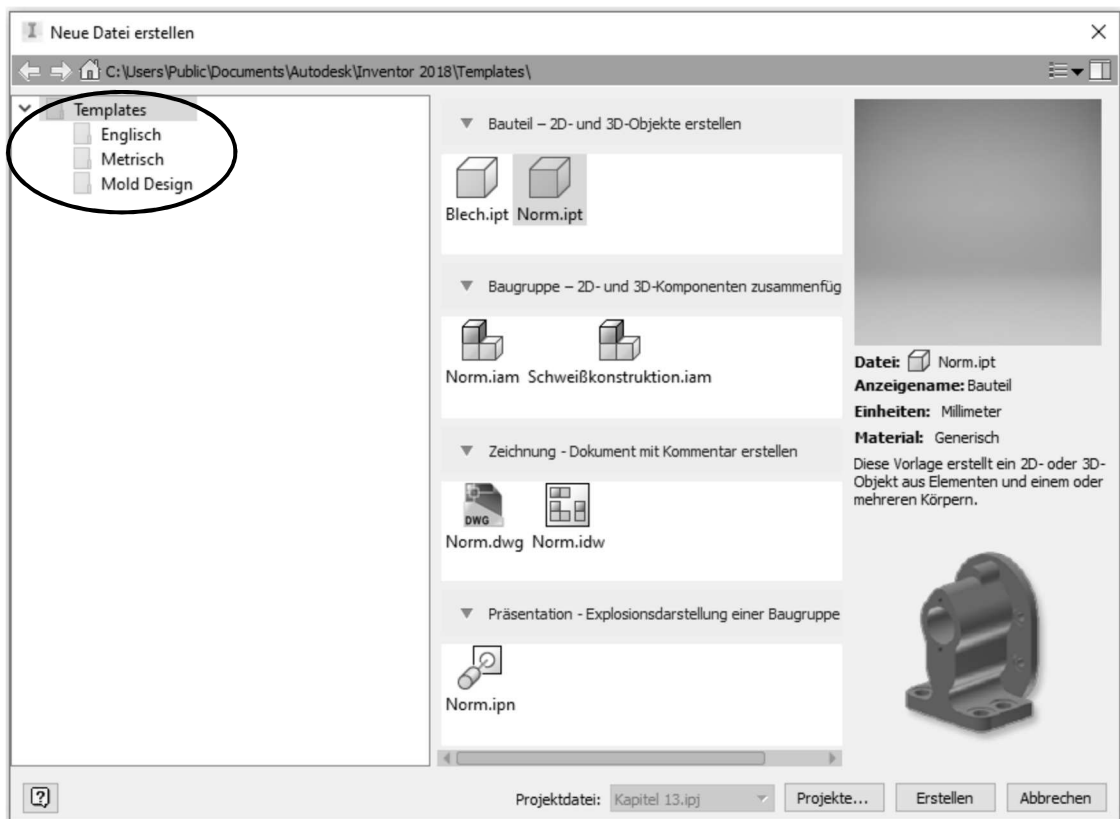 Neue Datei erstellen
C:\Users\Public\Documents\Autodesk\Inventor 2018\Templates\
Templates
Englisch
Metrisch
Mold Design
Bauteil – 2D- und 3D-Objekte erstellen
Blech.ipt Norm.ipt
Baugruppe – 2D- und 3D-Komponenten zusammenfüg
Norm.iam Schweißkonstruktion.iam
Zeichnung - Dokument mit Kommentar erstellen
DWG
Norm.dwg Norm.idw
Präsentation - Explosionsdarstellung einer Baugruppe
Norm.ipn
Datei: Norm.ipt
Anzeigename: Bauteil
Einheiten: Millimeter
Material: Generisch
Diese Vorlage erstellt ein 2D- oder 3D-
Objekt aus Elementen und einem oder
mehreren Körpern.
Projektdatei: Kapitel 13.ipj Projekte... Erstellen Abbrechen